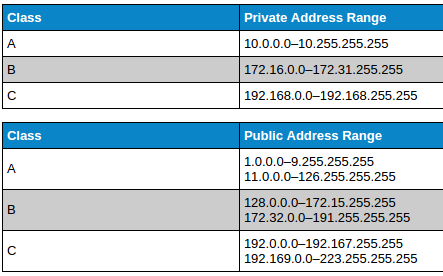 Class Private Address Range
A 10.0.0.0–10.255.255.255
B 172.16.0.0–172.31.255.255
C 192.168.0.0–192.168.255.255
Class Public Address Range
A 1.0.0.0–9.255.255.255
11.0.0.0–126.255.255.255
B 128.0.0.0–172.15.255.255
172.32.0.0–191.255.255.255
C 192.0.0.0–192.167.255.255
192.169.0.0–223.255.255.255